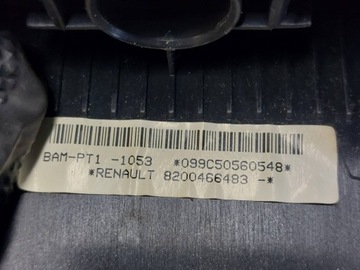 BAM-PT1 -1053 *099C50560548*
*RENAULT 8200466483 -*